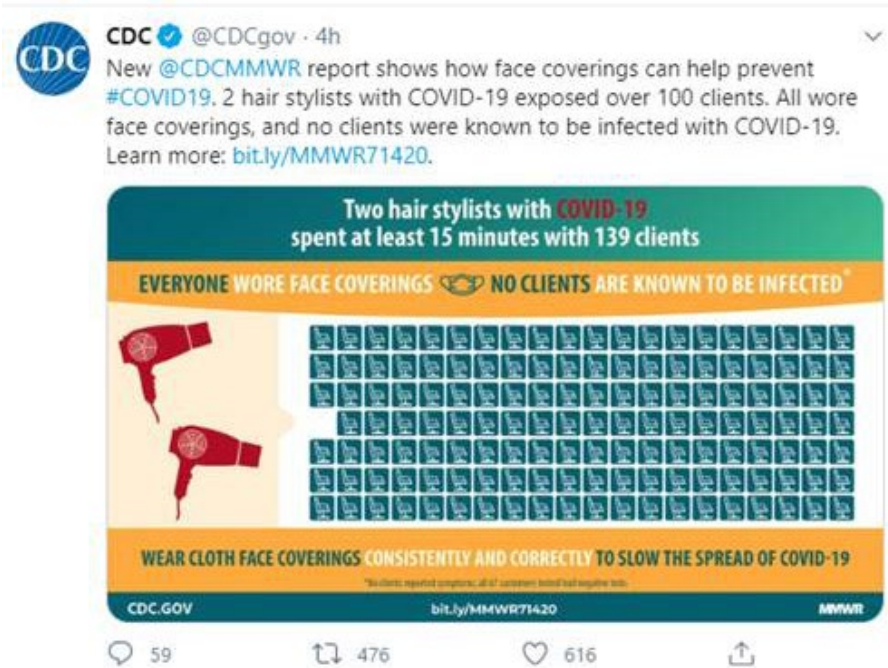 CDC @CDCgov · 4h
CDC
New @CDCMMWR report shows how face coverings can help prevent
#COVID19. 2 hair stylists with COVID-19 exposed over 100 clients. All wore
face coverings, and no clients were known to be infected with COVID-19.
Learn more: bit.ly/MMWR71420.
Two hair stylists with COVID-19
spent at least 15 minutes with 139 clients
EVERYONE WORE FACE COVERINGS NO CLIENTS ARE KNOWN TO BE INFECTED*
WEAR CLOTH FACE COVERINGS CONSISTENTLY AND CORRECTLY TO SLOW THE SPREAD OF COVID-19
*No clients reported symptoms; all 67 customers tested had negative tests.
CDC.GOV bit.ly/MMWR71420 MMWR
59 476 616